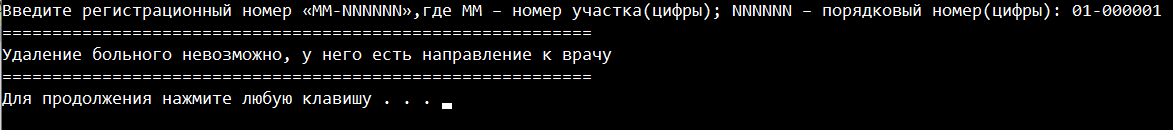 Введите регистрационный номер «MM-NNNNNN»,где MM – номер участка(цифры); NNNNNN – порядковый номер(цифры): 01-000001
===========================================================
Удаление больного невозможно, у него есть направление к врачу
===========================================================
Для продолжения нажмите любую клавишу . . .